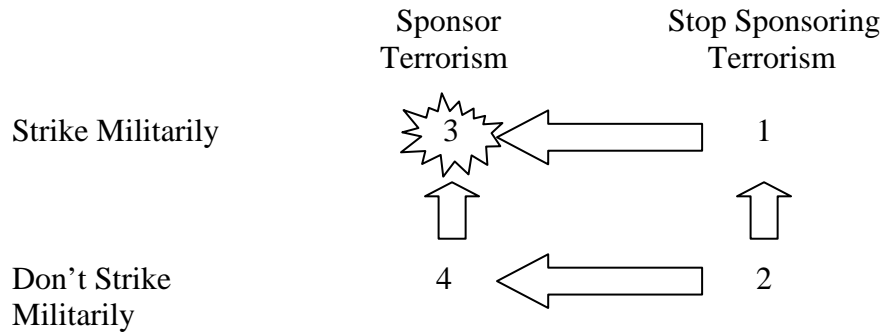 Sponsor Terrorism
Stop Sponsoring Terrorism
Strike Militarily
3
1
Don’t Strike Militarily
4
2